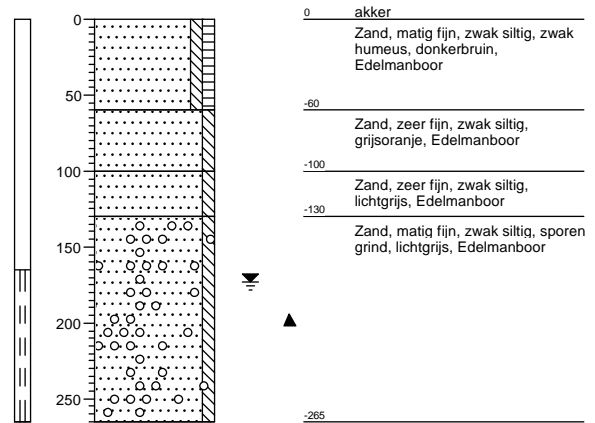 0
50
100
150
200
250
0 akker
Zand, matig fijn, zwak siltig, zwak
humeus, donkerbruin,
Edelmanboor
-60
Zand, zeer fijn, zwak siltig,
grijsoranje, Edelmanboor
-100
Zand, zeer fijn, zwak siltig,
lichtgrijs, Edelmanboor
-130
Zand, matig fijn, zwak siltig, sporen
grind, lichtgrijs, Edelmanboor
-265